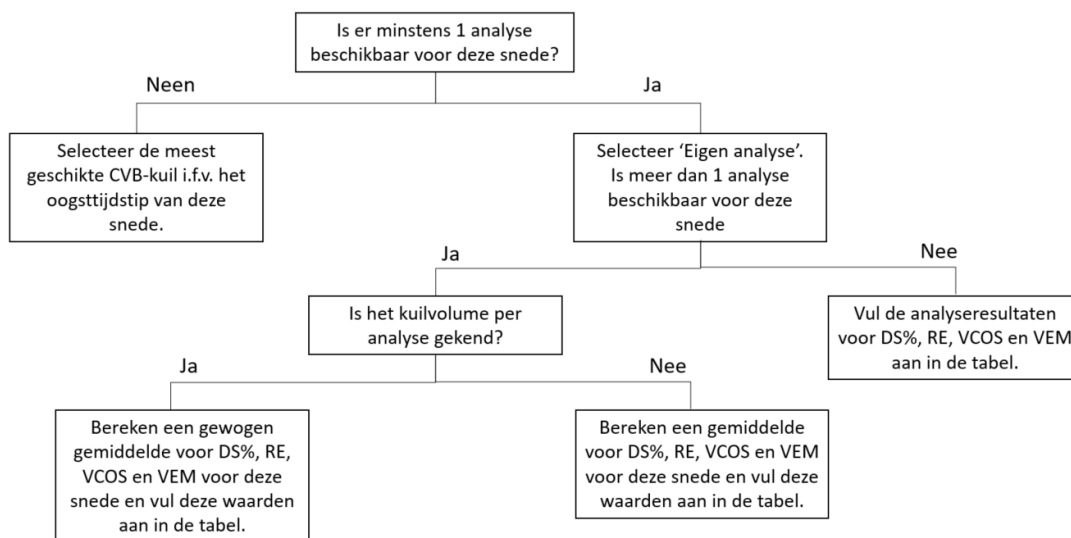 Is er minstens 1 analyse
beschikbaar voor deze snede?
Neen
Ja
Selecteer de meest
geschikte CVB-kuil i.f.v. het
oogsttijdstip van deze
snede.
Selecteer ‘Eigen analyse’.
Is meer dan 1 analyse
beschikbaar voor deze
snede
Ja
Nee
Is het kuilvolume per
analyse gekend?
Vul de analyseresultaten
voor DS%, RE, VCOS en VEM
aan in de tabel.
Ja
Nee
Bereken een gewogen
gemiddelde voor DS%, RE,
VCOS en VEM voor deze
snede en vul deze waarden
aan in de tabel.
Bereken een gemiddelde
voor DS%, RE, VCOS en VEM
voor deze snede en vul deze
waarden aan in de tabel.